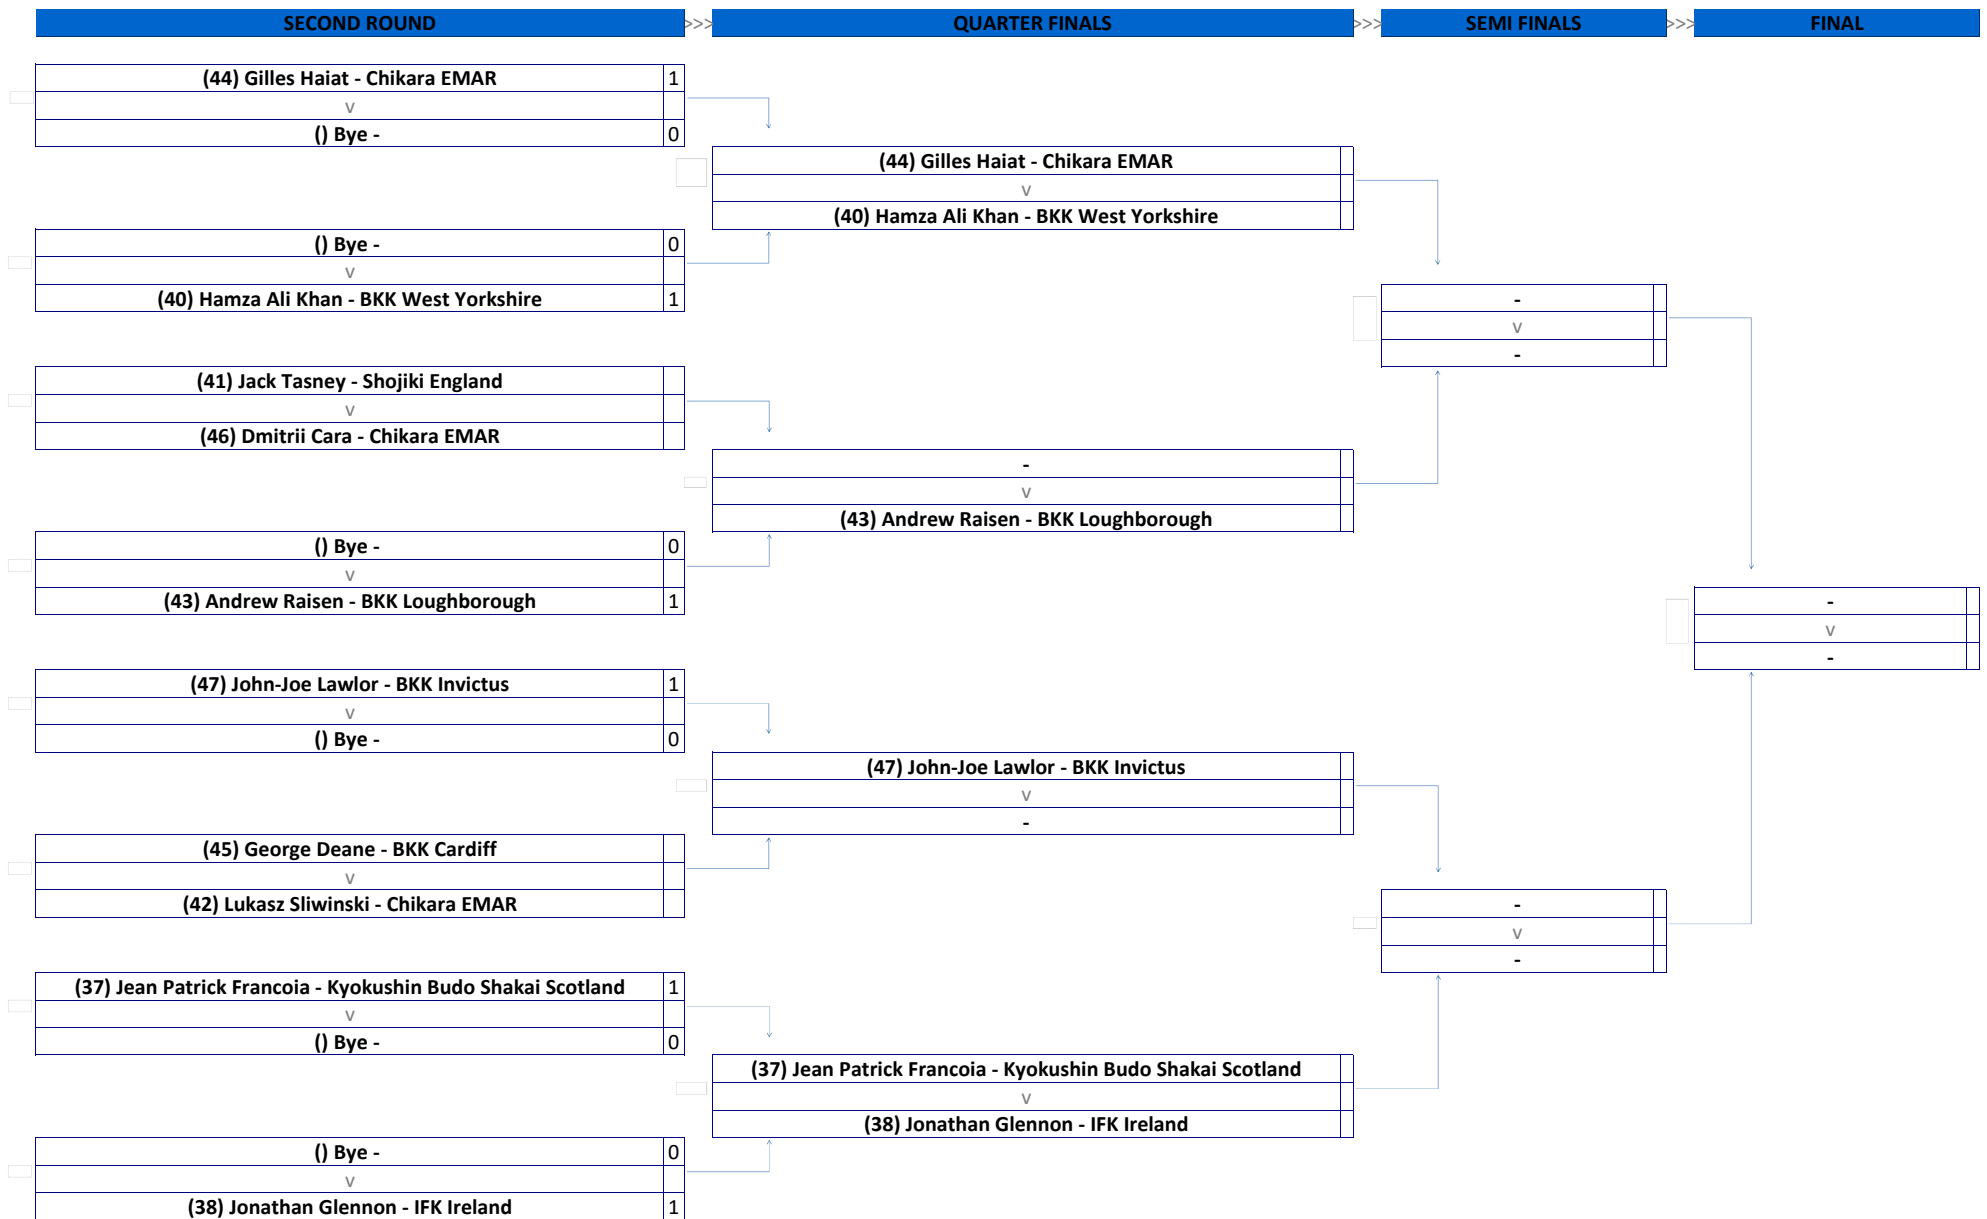 SECOND ROUND >>> QUARTER FINALS >>> SEMI FINALS >>> FINAL
(44) Gilles Haiat - Chikara EMAR 1
v
() Bye - 0
() Bye - 0
v
(40) Hamza Ali Khan - BKK West Yorkshire 1
(41) Jack Tasney - Shojiki England
v
(46) Dmitrii Cara - Chikara EMAR
() Bye - 0
v
(43) Andrew Raisen - BKK Loughborough 1
(47) John-Joe Lawlor - BKK Invictus 1
v
() Bye - 0
(45) George Deane - BKK Cardiff
v
(42) Lukasz Sliwinski - Chikara EMAR
(37) Jean Patrick Francoia - Kyokushin Budo Shakai Scotland 1
v
() Bye - 0
() Bye - 0
v
(38) Jonathan Glennon - IFK Ireland 1
(44) Gilles Haiat - Chikara EMAR
v
(40) Hamza Ali Khan - BKK West Yorkshire
-
v
(43) Andrew Raisen - BKK Loughborough
(47) John-Joe Lawlor - BKK Invictus
v
-
(37) Jean Patrick Francoia - Kyokushin Budo Shakai Scotland
v
(38) Jonathan Glennon - IFK Ireland
-
v
-
-
v
-
-
v
-